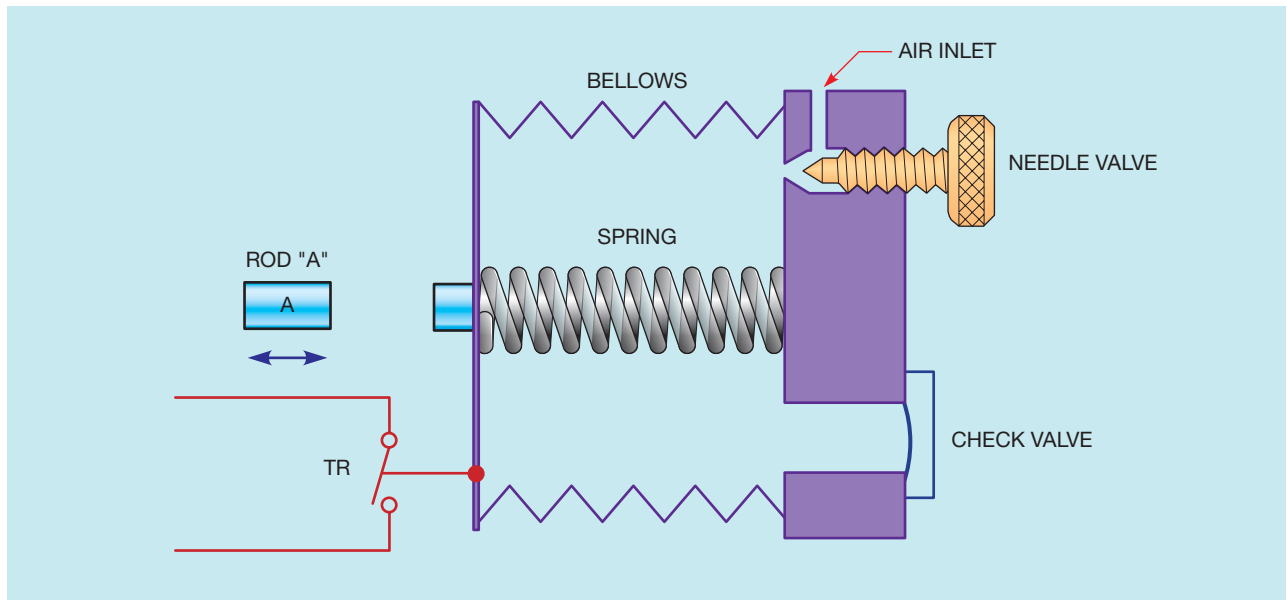 AIR INLET
BELLOWS
NEEDLE VALVE
SPRING
ROD "A"
A
TR
CHECK VALVE